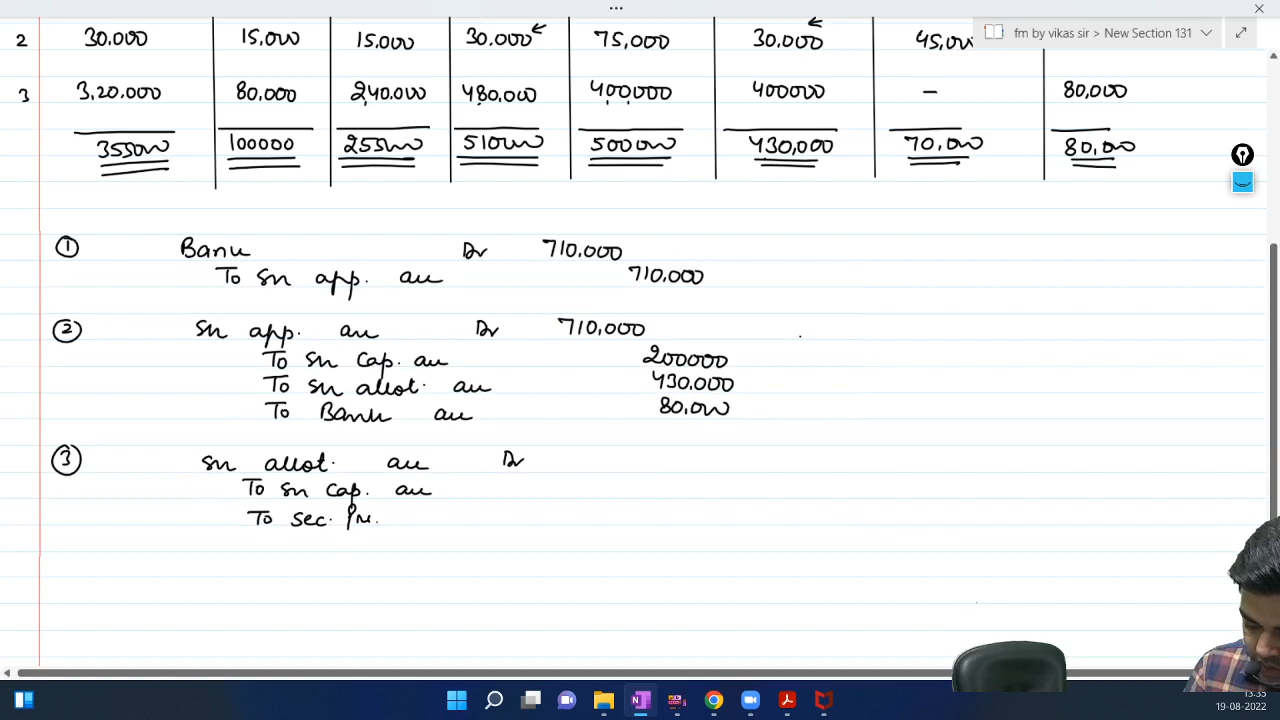 ...
fm by vikas sir > New Section 131
2 30.000 15,000 15.000 30.000 75,000 30.000 45,000
3 3,20.000 80,000 240.000 480,000 400000 400000 - 80,000
355000 100000 255000 510000 500000 430,000 70,000 80,000
① Bank Dr 710.000
To Sh app. a/c 710.000
② Sh app. a/c Dr 710,000
To Sh Cap. a/c 200000
To Sh allot. a/c 430.000
To Bank a/c 80,000
③ Sh allot. a/c Dr
To Sh Cap. a/c
To Sec. Pr.
13:35
19-08-2022